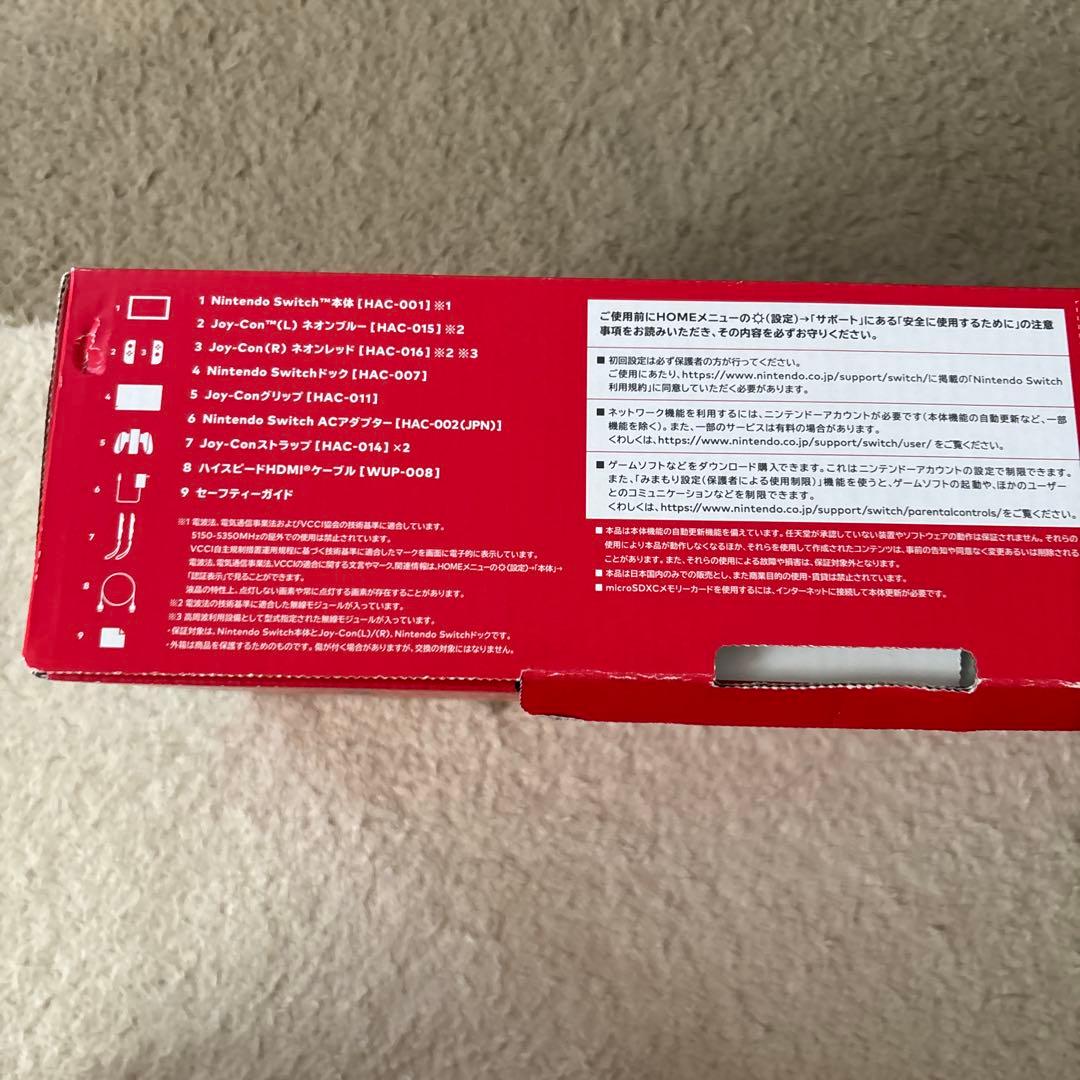 1 Nintendo Switch™本体[HAC-001]※1
2 Joy-Con™(L) ネオンブルー[HAC-015]※2
3 Joy-Con(R) ネオンレッド[HAC-016]※2 ※3
4 Nintendo Switchドック[HAC-007]
5 Joy-Conグリップ[HAC-011]
6 Nintendo Switch ACアダプター[HAC-002(JPN)]
7 Joy-Conストラップ[HAC-014]×2
8 ハイスピードHDMI®ケーブル[WUP-008]
9 セーフティーガイド
1
2 3
4
5
6
7
8
9
※1 電波法、電気通信事業法およびVCCI協会の技術基準に適合しています。
5150-5350MHzの屋外での使用は禁止されています。
VCCI自主規制措置運用規程に基づく技術基準に適合したマークを画面に電子的に表示しています。
電波法、電気通信事業法、VCCIの適合に関する文言やマーク、関連情報は、HOMEメニューの(設定)→「本体」→
「認証表示」で見ることができます。
液晶の特性上、点灯しない画素や常に点灯する画素が存在することがあります。
※2 電波法の技術基準に適合した無線モジュールが入っています。
※3 高周波利用設備として型式指定された無線モジュールが入っています。
・保証対象は、Nintendo Switch本体とJoy-Con(L)/(R)、Nintendo Switchドックです。
・外箱は商品を保護するためのものです。傷が付く場合がありますが、交換の対象にはなりません。
ご使用前にHOMEメニューの(設定)→「サポート」にある「安全に使用するために」の注意
事項をお読みいただき、その内容を必ずお守りください。
■ 初回設定は必ず保護者の方が行ってください。
ご使用にあたり、https://www.nintendo.co.jp/support/switch/に掲載の「Nintendo Switch
利用規約」に同意していただく必要があります。
■ ネットワーク機能を利用するには、ニンテンドーアカウントが必要です(本体機能の自動更新など、一部
機能を除く)。また、一部のサービスは有料の場合があります。
くわしくは、https://www.nintendo.co.jp/support/switch/user/ をご覧ください。
■ ゲームソフトなどをダウンロード購入できます。これはニンテンドーアカウントの設定で制限できます。
また、「みまもり設定(保護者による使用制限)」機能を使うと、ゲームソフトの起動や、ほかのユーザー
とのコミュニケーションなどを制限できます。
くわしくは、https://www.nintendo.co.jp/support/switch/parentalcontrols/をご覧ください。
■ 本品は本体機能の自動更新機能を備えています。任天堂が承認していない装置やソフトウェアの動作は保証されません。それらの
使用により本品が動作しなくなるほか、それらを使用して作成されたコンテンツは、事前の告知や同意なく変更あるいは削除される
ことがあります。また、それらの使用による故障や損害は、保証対象外となります。
■ 本品は日本国内のみでの販売とし、また商業目的の使用・賃貸は禁止されています。
■ microSDXCメモリーカードを使用するには、インターネットに接続して本体更新が必要です。